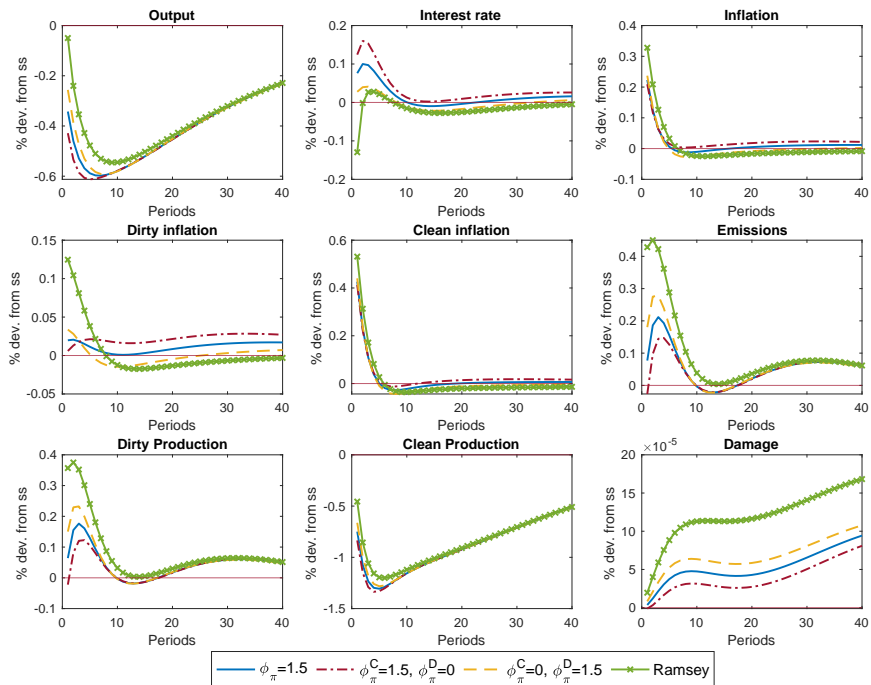 Output
Interest rate
Inflation
% dev. from ss
0
-0.2
-0.4
-0.6
0 10 20 30 40
Periods
% dev. from ss
0.2
0.1
0
-0.1
0.2
0 10 20 30 40
Periods
% dev. from ss
0.4
0.3
0.2
0.1
0
-0.1
0 10 20 30 40
Periods
Dirty inflation
Clean inflation
Emissions
% dev. from ss
0.15
0.1
0.05
0
-0.05
0 10 20 30 40
% dev. from ss
0.6
0.4
0.2
0
0 10 20 30 40
% dev. from ss
0.4
0.3
0.2
0.1
0
0 10 20 30 40
Dirty Production
Clean Production
Damage
% dev. from ss
0.4
0.3
0.2
0.1
0
-0.1
0 10 20 30 40
Periods
% dev. from ss
0
-0.5
-1
-1.5
0 10 20 30 40
Periods
% dev. from ss
×10⁻⁵
20
15
10
5
0
0 10 20 30 40
Periods
ϕ_π=1.5 ϕ_π^C=1.5, ϕ_π^D=0 ϕ_π^C=0, ϕ_π^D=1.5 Ramsey